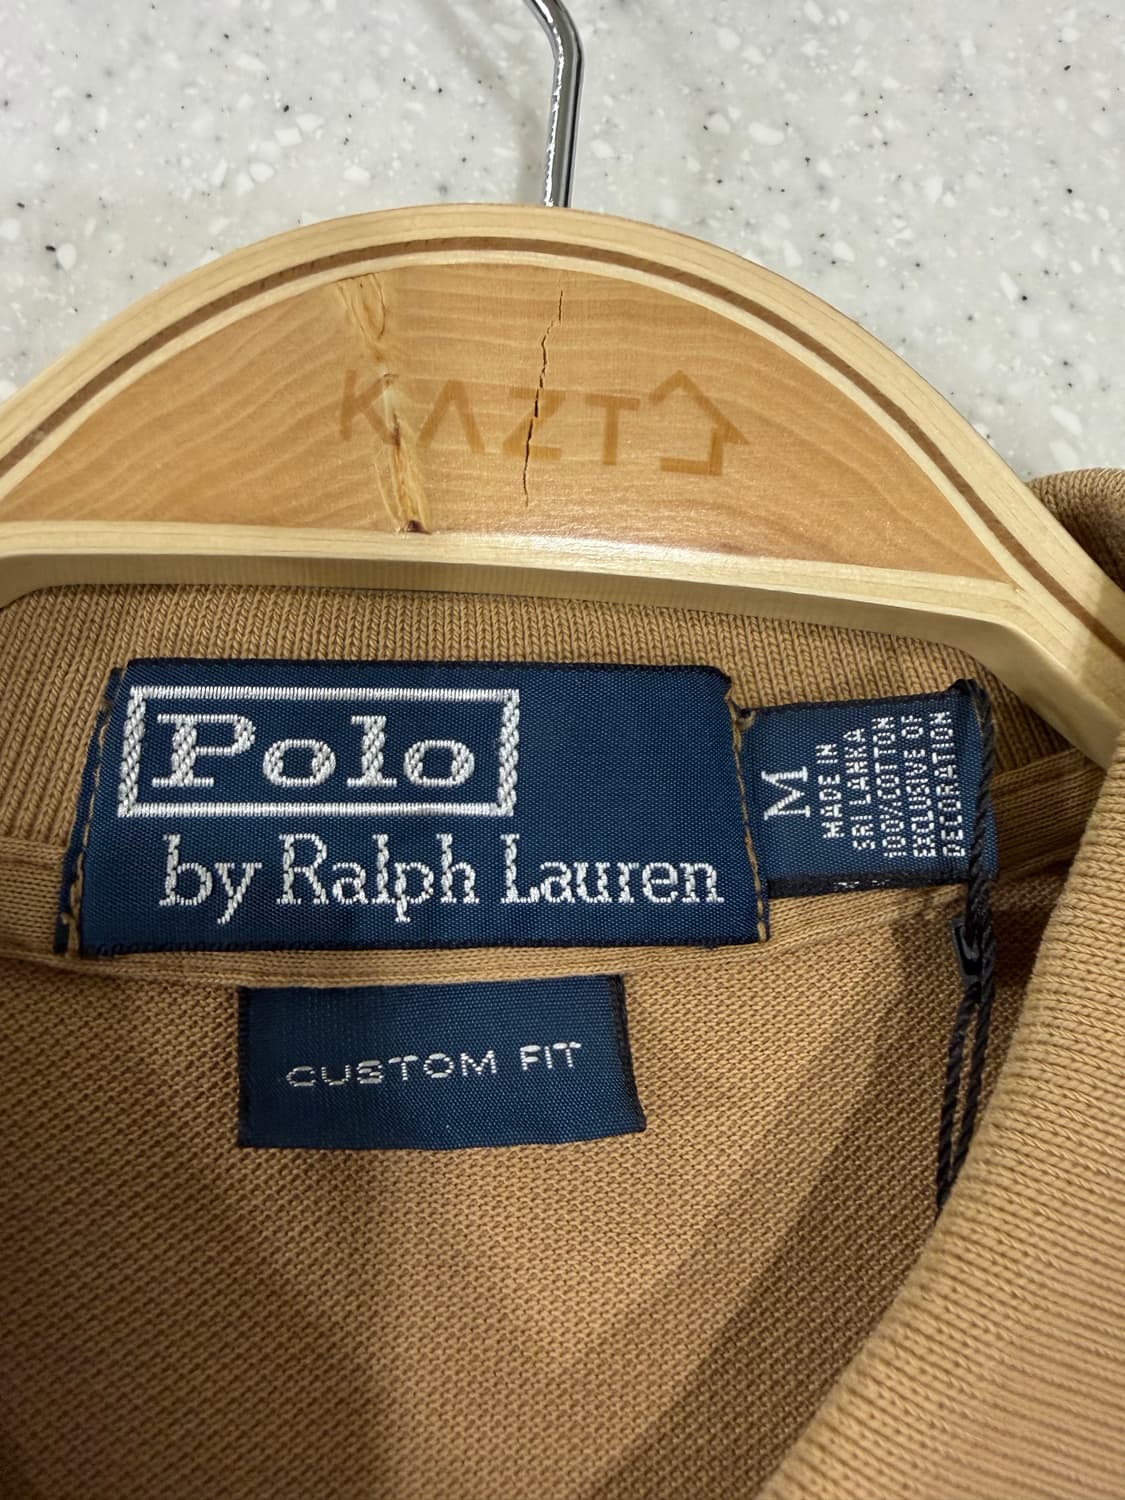 KAZT
Polo
by Ralph Lauren
M
MADE IN
SRI LANKA
100% COTTON
EXCLUSIVE OF
DECORATION
CUSTOM FIT